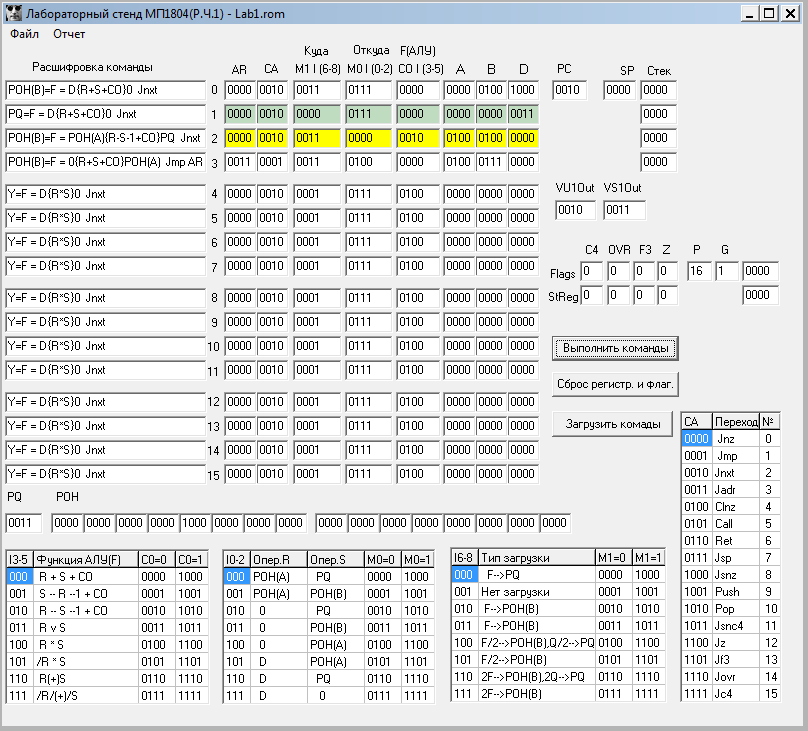 Лабораторный стенд МП1804(Р.Ч.1) - Lab1.rom
Файл Отчет
Расшифровка команды AR CA Куда M1 I (6-8) Откуда M0 I (0-2) F(АЛУ) C0 I (3-5) A B D PC SP Стек
РОН(B)=F = D{R+S+CO}0 Jnxt 0 0000 0010 0011 0111 0000 0000 0100 1000 0010 0000 0000
PQ=F = D{R+S+CO}0 Jnxt 1 0000 0010 0000 0111 0000 0000 0000 0011 0000
РОН(B)=F = РОН(A){R-S-1+CO}PQ Jnxt 2 0000 0010 0011 0000 0010 0100 0100 0000 0000
РОН(B)=F = 0{R+S+CO}РОН(A) Jmp AR 3 0011 0001 0011 0100 0000 0100 0111 0000 0000
Y=F = D{R*S}0 Jnxt 4 0000 0010 0001 0111 0100 0000 0000 0000
VU1Out VS1Out
Y=F = D{R*S}0 Jnxt 5 0000 0010 0001 0111 0100 0000 0000 0000 0010 0011
Y=F = D{R*S}0 Jnxt 6 0000 0010 0001 0111 0100 0000 0000 0000
C4 OVR F3 Z P G
Y=F = D{R*S}0 Jnxt 7 0000 0010 0001 0111 0100 0000 0000 0000 Flags 0 0 0 0 16 1 0000
Y=F = D{R*S}0 Jnxt 8 0000 0010 0001 0111 0100 0000 0000 0000 StReg 0 0 0 0 0000
Y=F = D{R*S}0 Jnxt 9 0000 0010 0001 0111 0100 0000 0000 0000
Y=F = D{R*S}0 Jnxt 10 0000 0010 0001 0111 0100 0000 0000 0000 Выполнить команды
Y=F = D{R*S}0 Jnxt 11 0000 0010 0001 0111 0100 0000 0000 0000 Сброс регистр. и флаг.
Y=F = D{R*S}0 Jnxt 12 0000 0010 0001 0111 0100 0000 0000 0000
Y=F = D{R*S}0 Jnxt 13 0000 0010 0001 0111 0100 0000 0000 0000 Загрузить комады
Y=F = D{R*S}0 Jnxt 14 0000 0010 0001 0111 0100 0000 0000 0000
Y=F = D{R*S}0 Jnxt 15 0000 0010 0001 0111 0100 0000 0000 0000
PQ РОН
0011 0000 0000 0000 0000 1000 0000 0000 0000 0000 0000 0000 0000 0000 0000 0000 0000
I3-5 Функция АЛУ(F) C0=0 C0=1
000 R + S + CO 0000 1000
001 S -- R --1 + CO 0001 1001
010 R -- S --1 + CO 0010 1010
011 R v S 0011 1011
100 R * S 0100 1100
101 /R * S 0101 1101
110 R(+)S 0110 1110
111 /R/(+)/S 0111 1111
I0-2 Опер.R Опер.S M0=0 M0=1
000 РОН(A) PQ 0000 1000
001 РОН(A) РОН(B) 0001 1001
010 0 PQ 0010 1010
011 0 РОН(B) 0011 1011
100 0 РОН(A) 0100 1100
101 D РОН(A) 0101 1101
110 D PQ 0110 1110
111 D 0 0111 1111
I6-8 Тип загрузки M1=0 M1=1
000 F-->PQ 0000 1000
001 Нет загрузки 0001 1001
010 F-->РОН(B) 0010 1010
011 F-->РОН(B) 0011 1011
100 F/2-->РОН(B),Q/2-->PQ 0100 1100
101 F/2-->РОН(B) 0101 1101
110 2F-->РОН(B),2Q-->PQ 0110 1110
111 2F-->РОН(B) 0111 1111
CA Переход №
0000 Jnz 0
0001 Jmp 1
0010 Jnxt 2
0011 Jadr 3
0100 Clnz 4
0101 Call 5
0110 Ret 6
0111 Jsp 7
1000 Jsnz 8
1001 Push 9
1010 Pop 10
1011 Jsnc4 11
1100 Jz 12
1101 Jf3 13
1110 Jovr 14
1111 Jc4 15